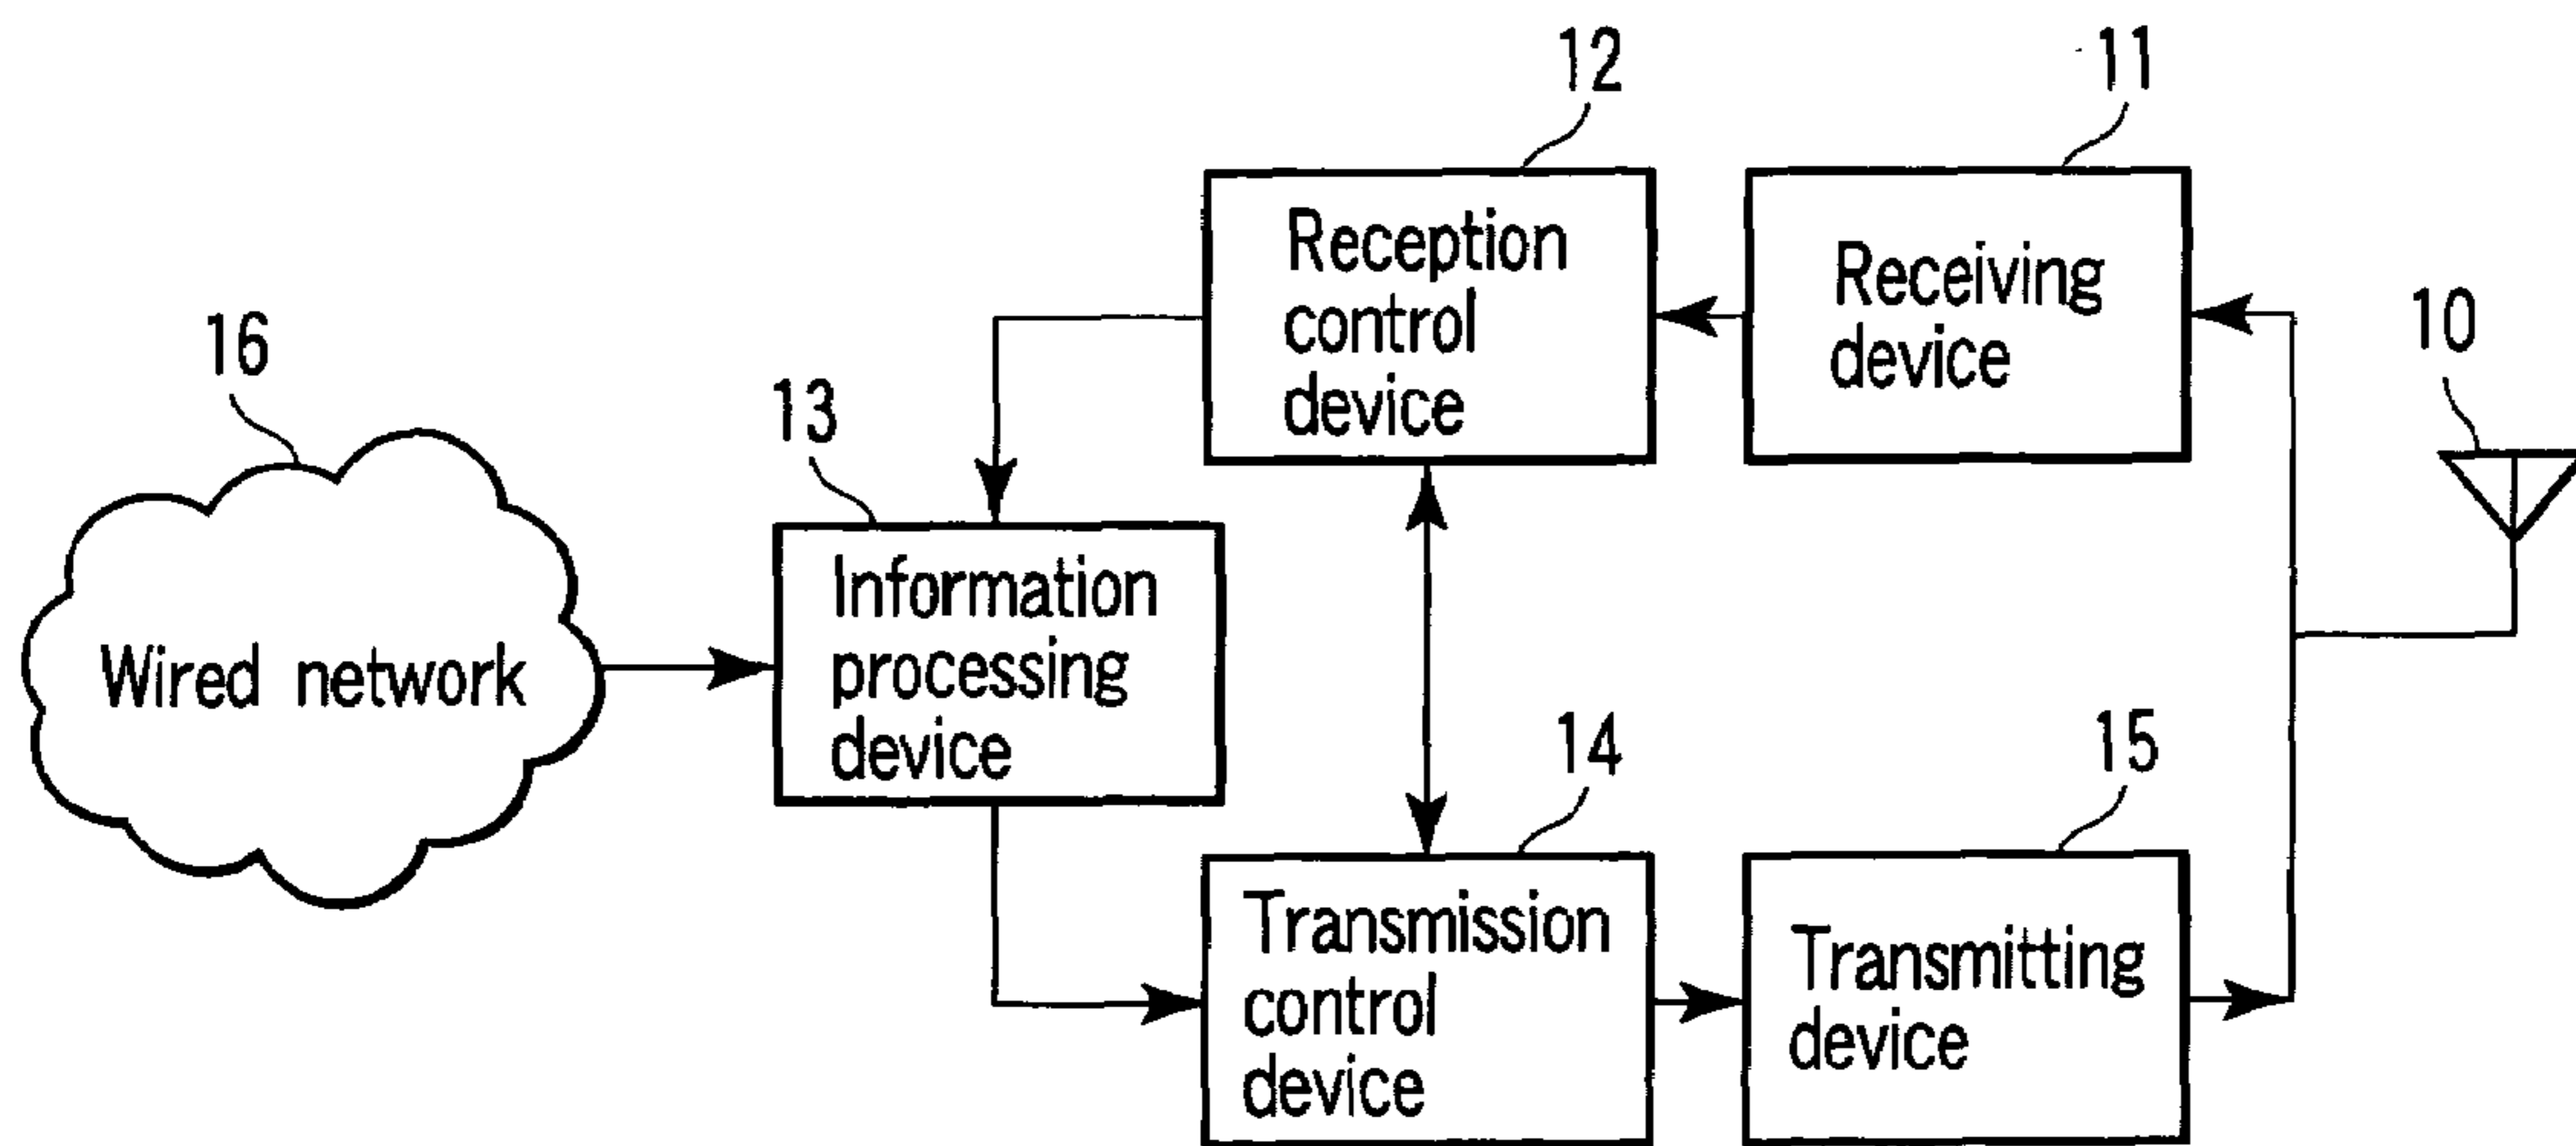 12
11
Reception
control
device
Receiving
device
10
16
13
Information
processing
device
Wired network
14
15
Transmission
control
device
Transmitting
device